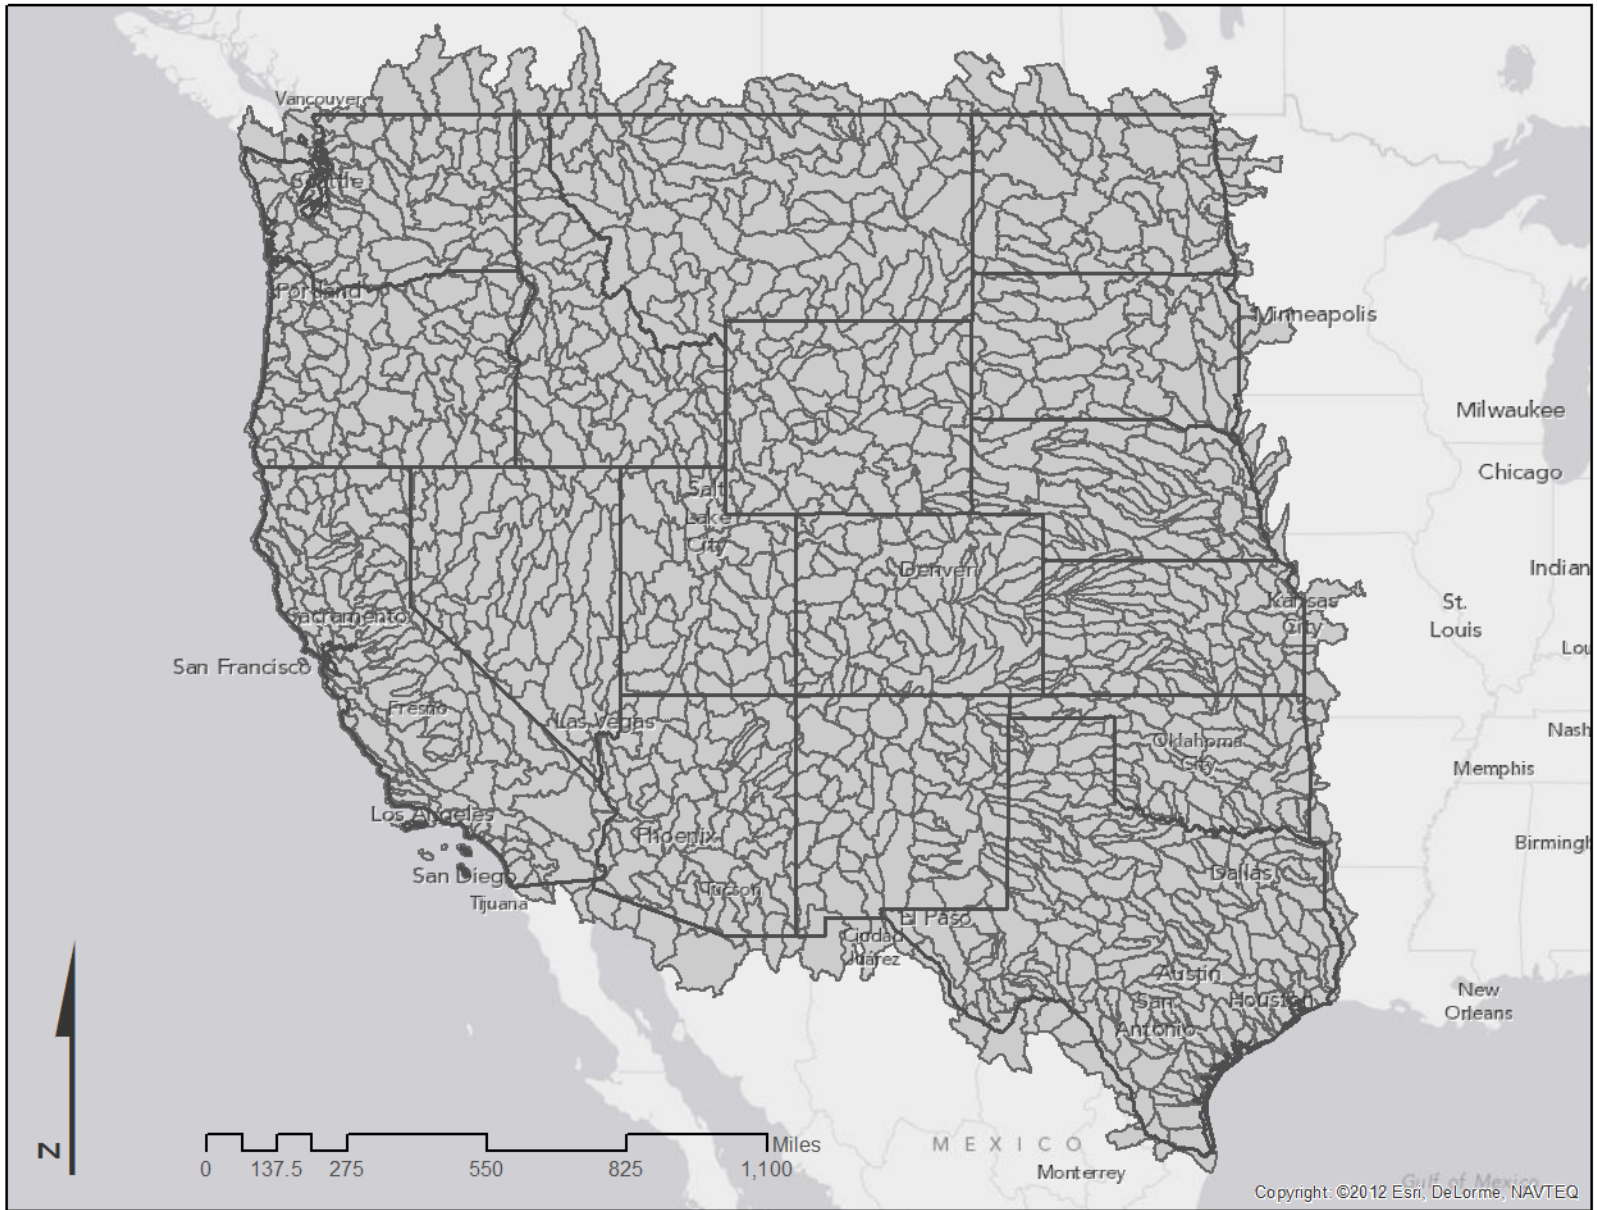 Vancouver
Seattle
Portland
Minneapolis
Milwaukee
Chicago
Salt
Lake
City
Denver
Indian
Kansas
City
St.
Louis
Sacramento
San Francisco
Lou
Fresno
Las Vegas
Nash
Oklahoma
City
Memphis
Los Angeles
Phoenix
Birmingh
San Diego
Tucson
Dallas
Tijuana
El Paso
Ciudad
Juárez
Austin
San
Antonio
Houston
New
Orleans
N
Miles
0 137.5 275 550 825 1,100
MEXICO
Monterrey
Gulf of Mexico
Copyright: ©2012 Esri, DeLorme, NAVTEQ